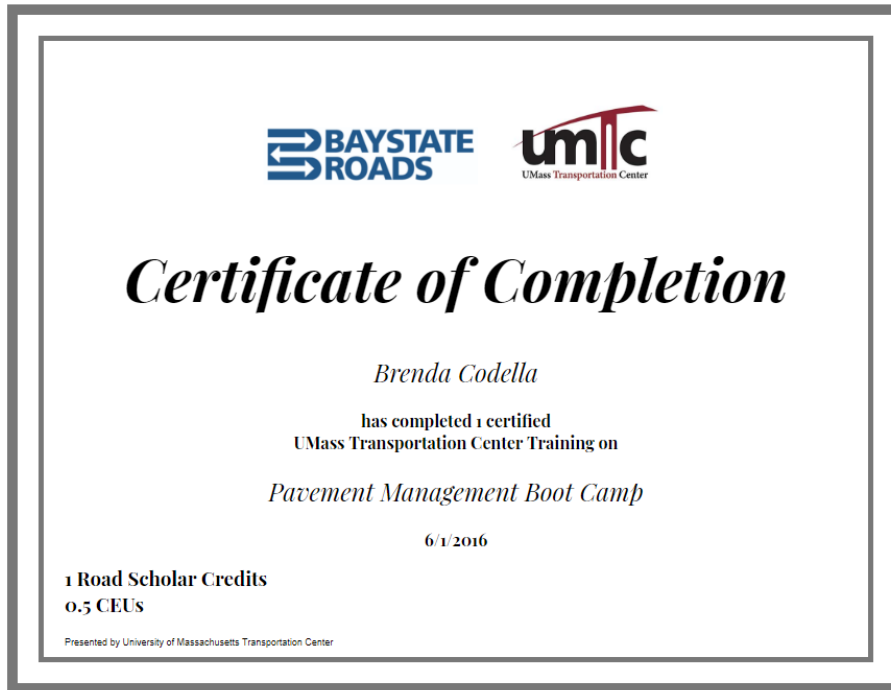 BAYSTATE
ROADS
umTc
UMass Transportation Center
Certificate of Completion
Brenda Codella
has completed 1 certified
UMass Transportation Center Training on
Pavement Management Boot Camp
6/1/2016
1 Road Scholar Credits
0.5 CEUs
Presented by University of Massachusetts Transportation Center